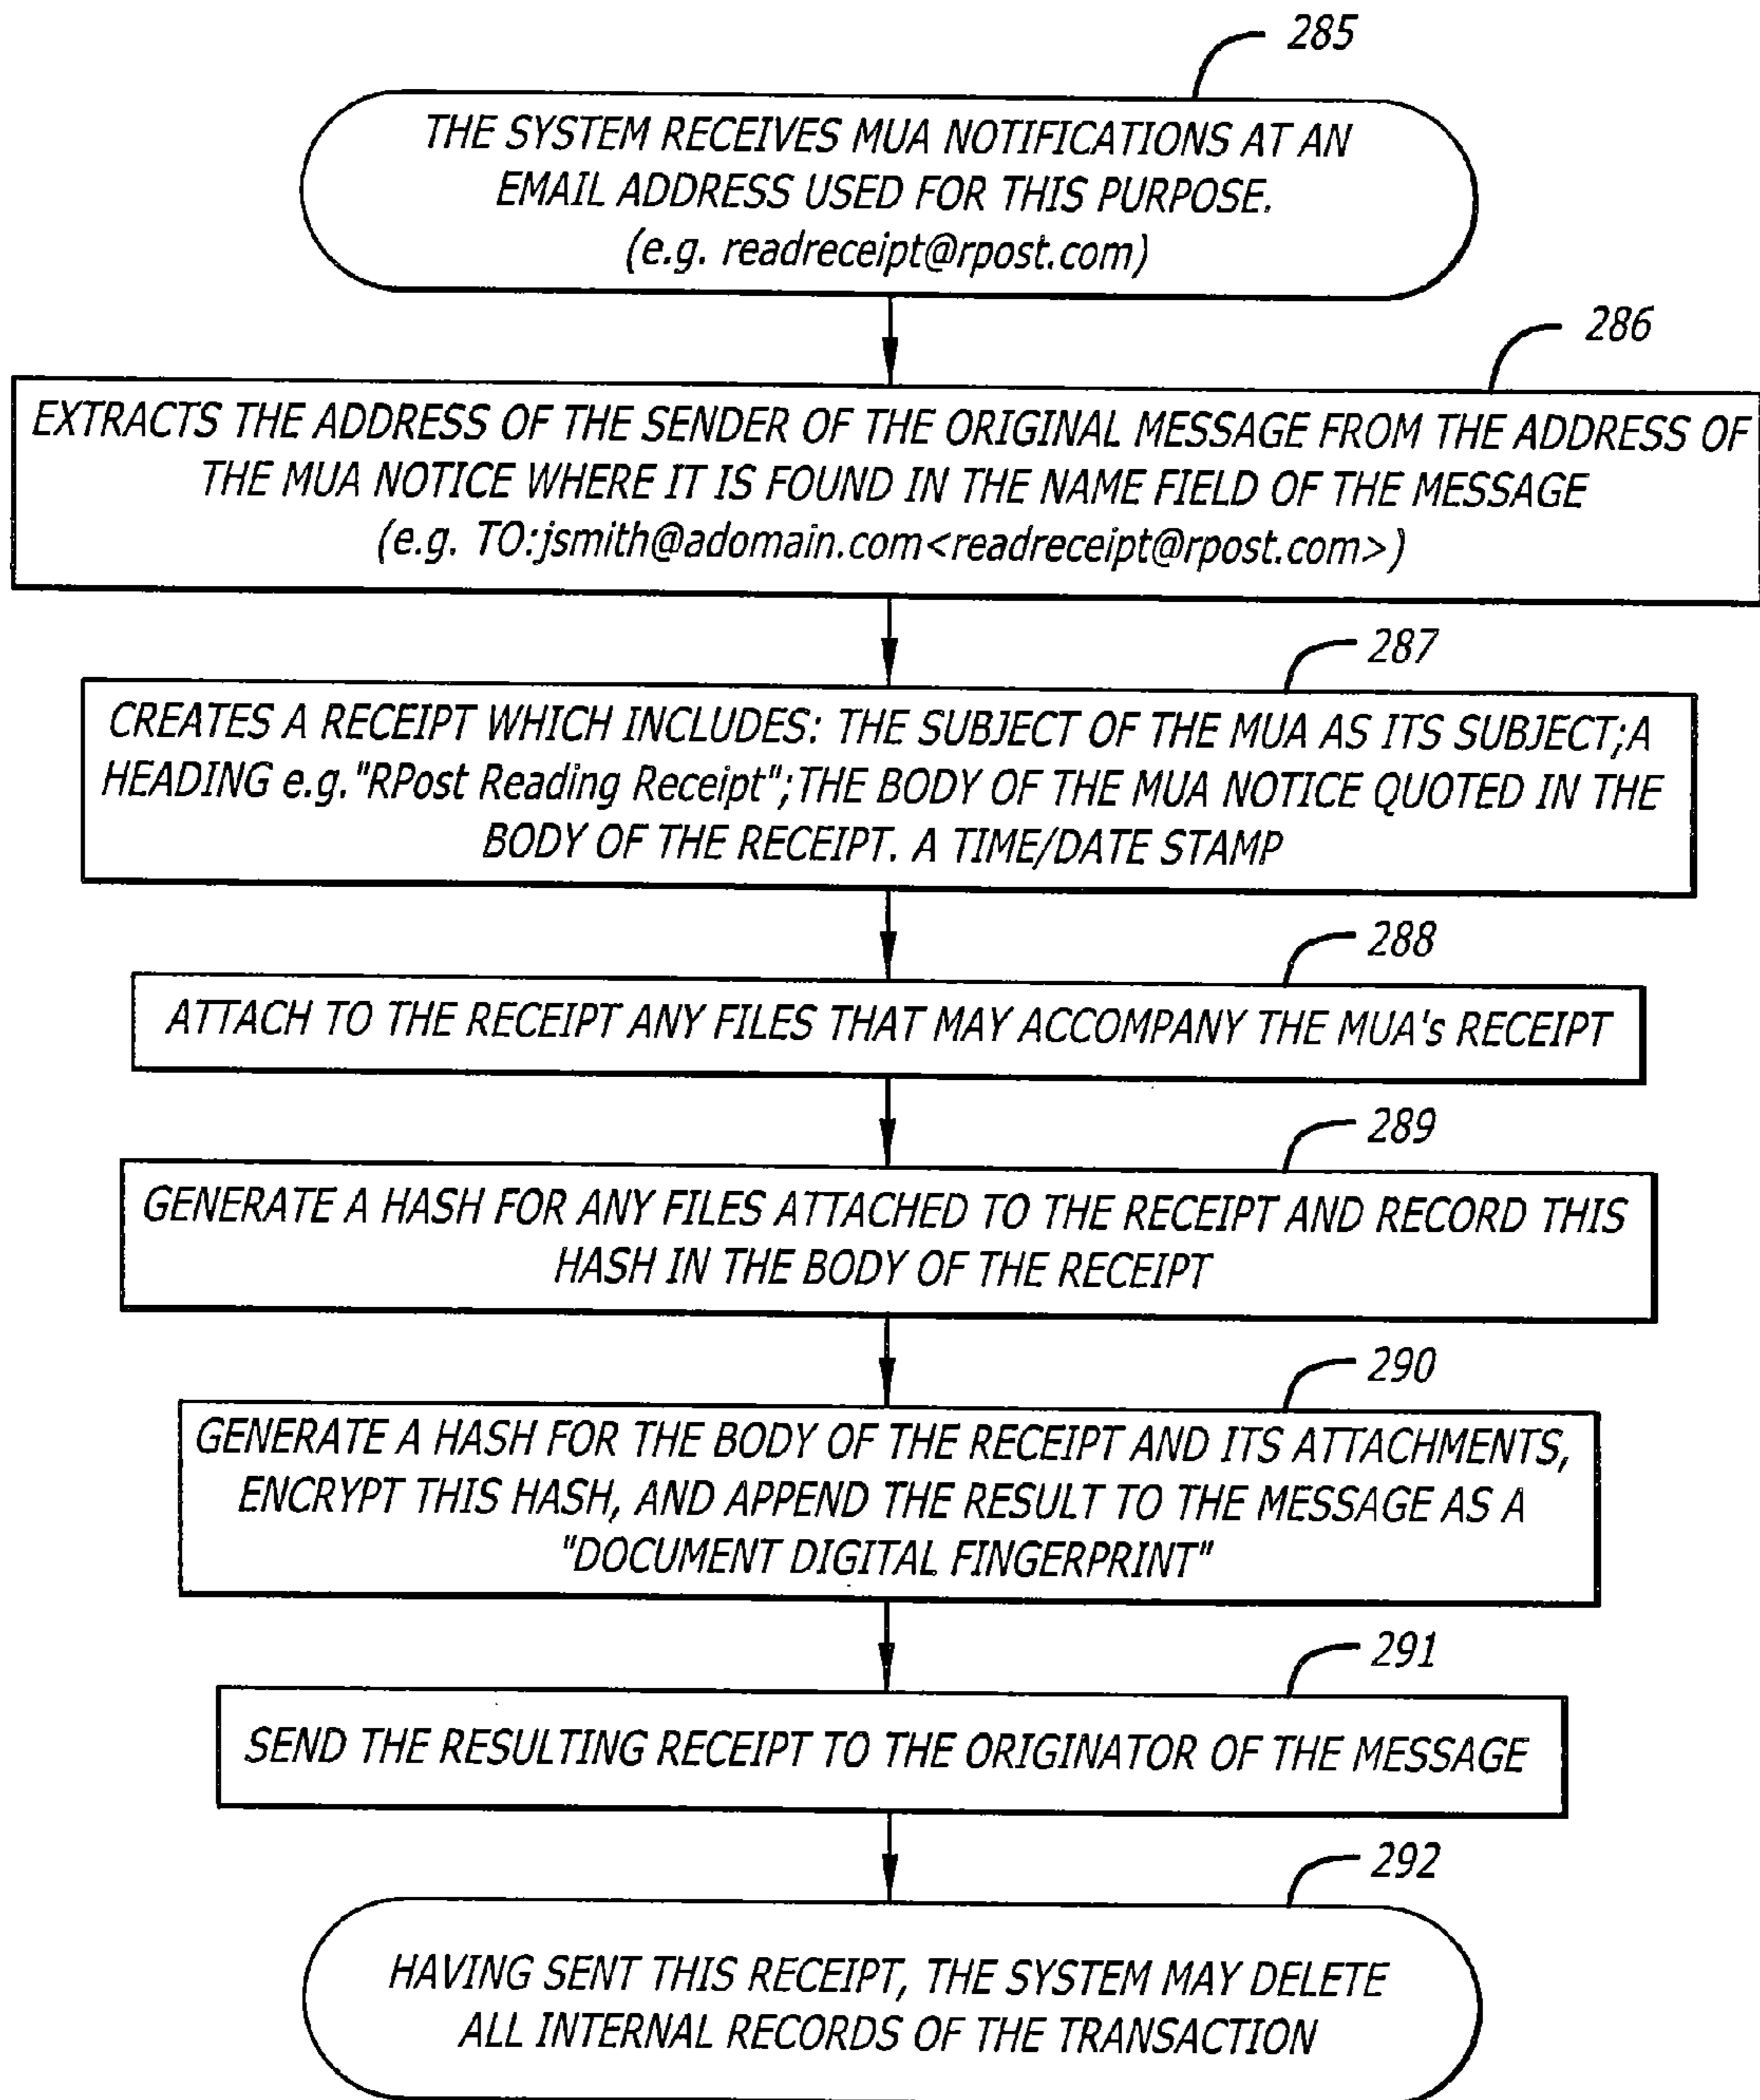 285
THE SYSTEM RECEIVES MUA NOTIFICATIONS AT AN
EMAIL ADDRESS USED FOR THIS PURPOSE.
(e.g. readreceipt@rpost.com)
286
EXTRACTS THE ADDRESS OF THE SENDER OF THE ORIGINAL MESSAGE FROM THE ADDRESS OF
THE MUA NOTICE WHERE IT IS FOUND IN THE NAME FIELD OF THE MESSAGE
(e.g. TO:jsmith@adomain.com<readreceipt@rpost.com>)
287
CREATES A RECEIPT WHICH INCLUDES: THE SUBJECT OF THE MUA AS ITS SUBJECT;A
HEADING e.g."RPost Reading Receipt";THE BODY OF THE MUA NOTICE QUOTED IN THE
BODY OF THE RECEIPT. A TIME/DATE STAMP
288
ATTACH TO THE RECEIPT ANY FILES THAT MAY ACCOMPANY THE MUA's RECEIPT
289
GENERATE A HASH FOR ANY FILES ATTACHED TO THE RECEIPT AND RECORD THIS
HASH IN THE BODY OF THE RECEIPT
290
GENERATE A HASH FOR THE BODY OF THE RECEIPT AND ITS ATTACHMENTS,
ENCRYPT THIS HASH, AND APPEND THE RESULT TO THE MESSAGE AS A
"DOCUMENT DIGITAL FINGERPRINT"
291
SEND THE RESULTING RECEIPT TO THE ORIGINATOR OF THE MESSAGE
292
HAVING SENT THIS RECEIPT, THE SYSTEM MAY DELETE
ALL INTERNAL RECORDS OF THE TRANSACTION